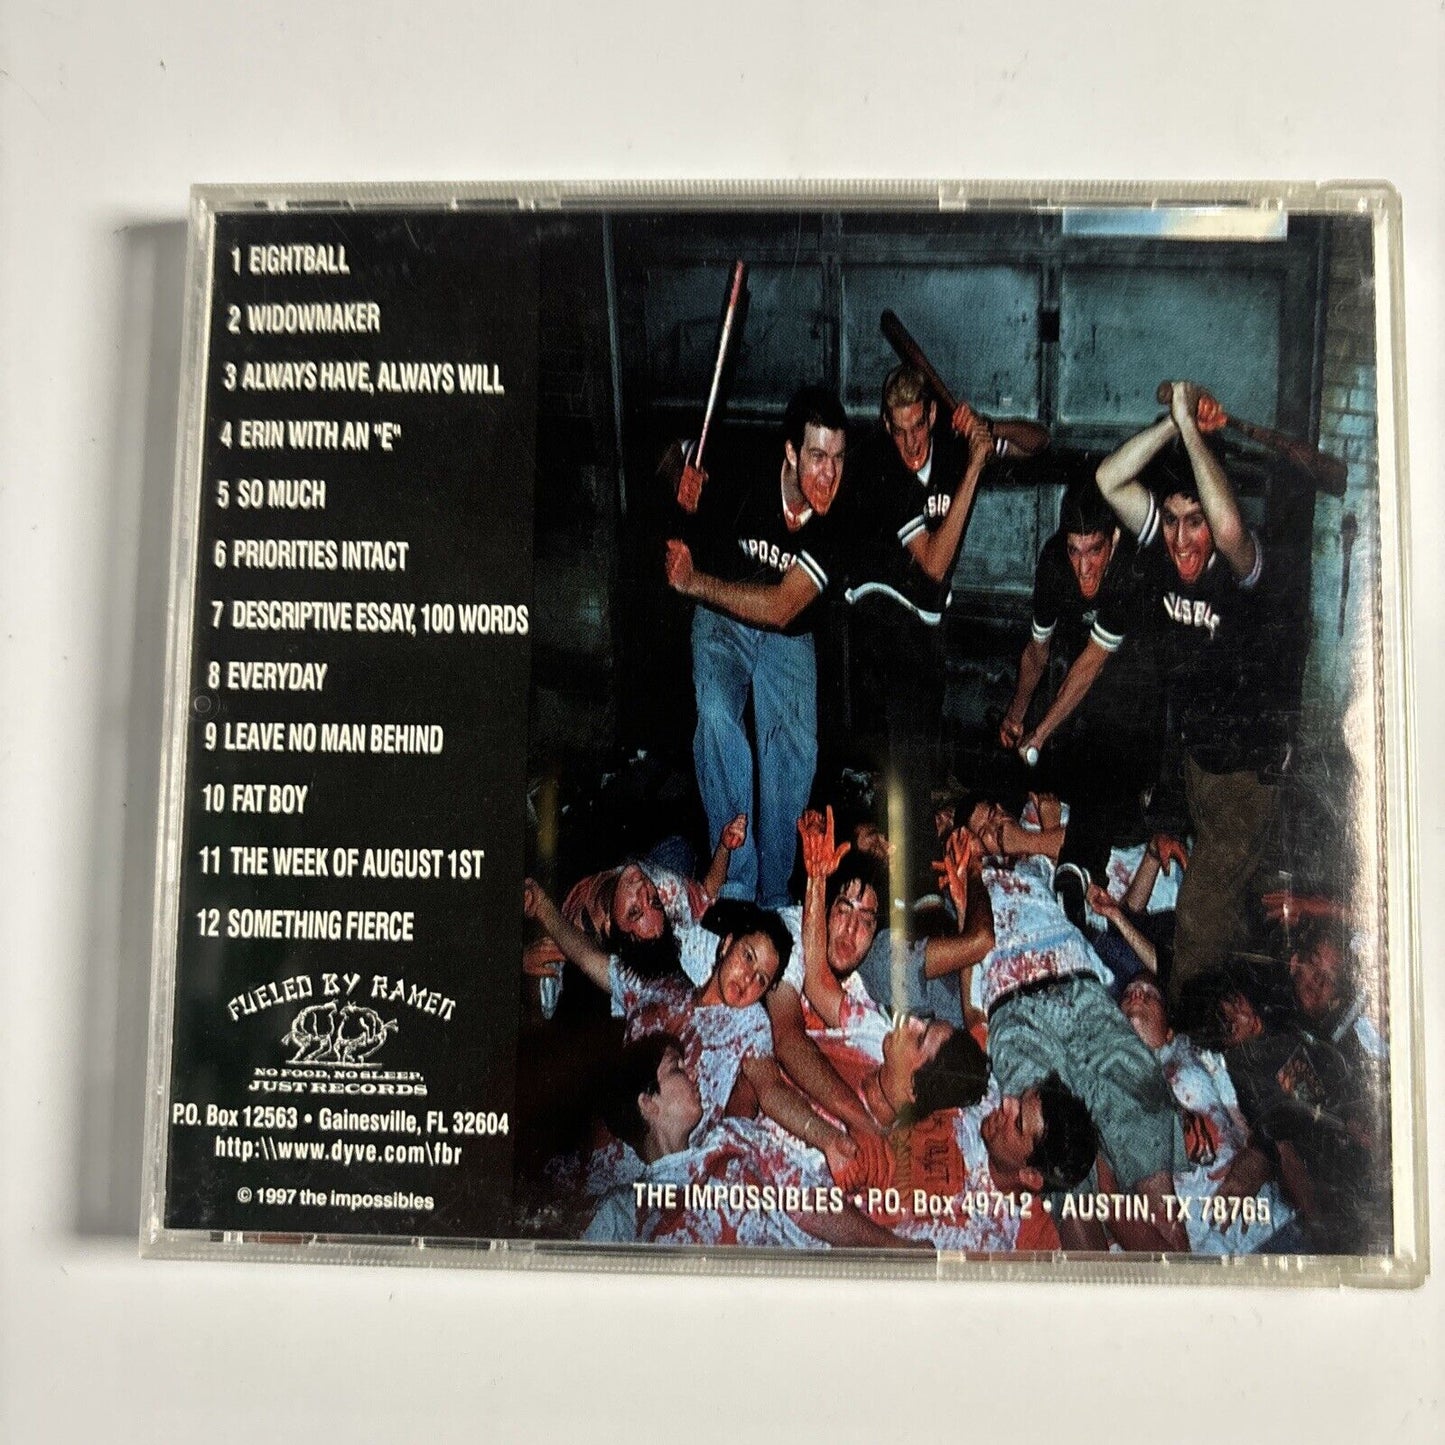 1 EIGHTBALL
2 WIDOWMAKER
3 ALWAYS HAVE, ALWAYS WILL
4 ERIN WITH AN "E"
5 SO MUCH
6 PRIORITIES INTACT
7 DESCRIPTIVE ESSAY, 100 WORDS
8 EVERYDAY
9 LEAVE NO MAN BEHIND
10 FAT BOY
11 THE WEEK OF AUGUST 1ST
12 SOMETHING FIERCE
FUELED BY RAMEN
NO FOOD, NO SLEEP,
JUST RECORDS
P.O. Box 12563 • Gainesville, FL 32604
http:\\www.dyve.com\fbr
© 1997 the impossibles
THE IMPOSSIBLES • P.O. Box 49712 • AUSTIN, TX 78765